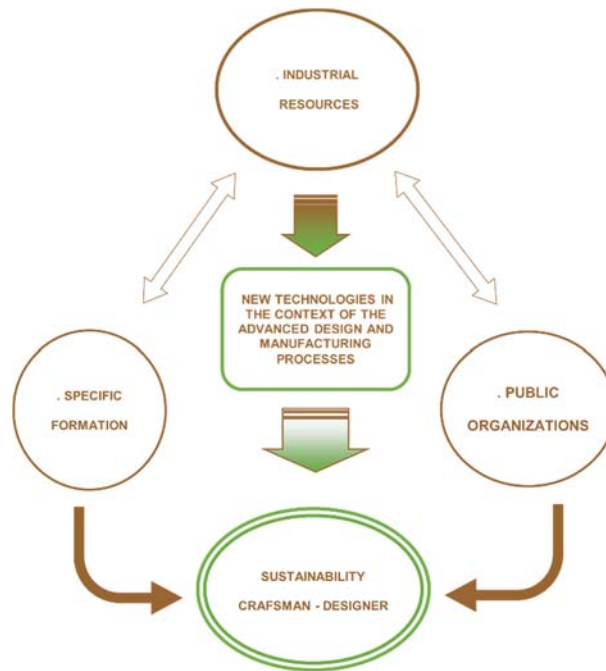 . INDUSTRIAL
RESOURCES
NEW TECHNOLOGIES IN
THE CONTEXT OF THE
ADVANCED DESIGN AND
MANUFACTURING
PROCESSES
. SPECIFIC
FORMATION
. PUBLIC
ORGANIZATIONS
SUSTAINABILITY
CRAFSMAN - DESIGNER